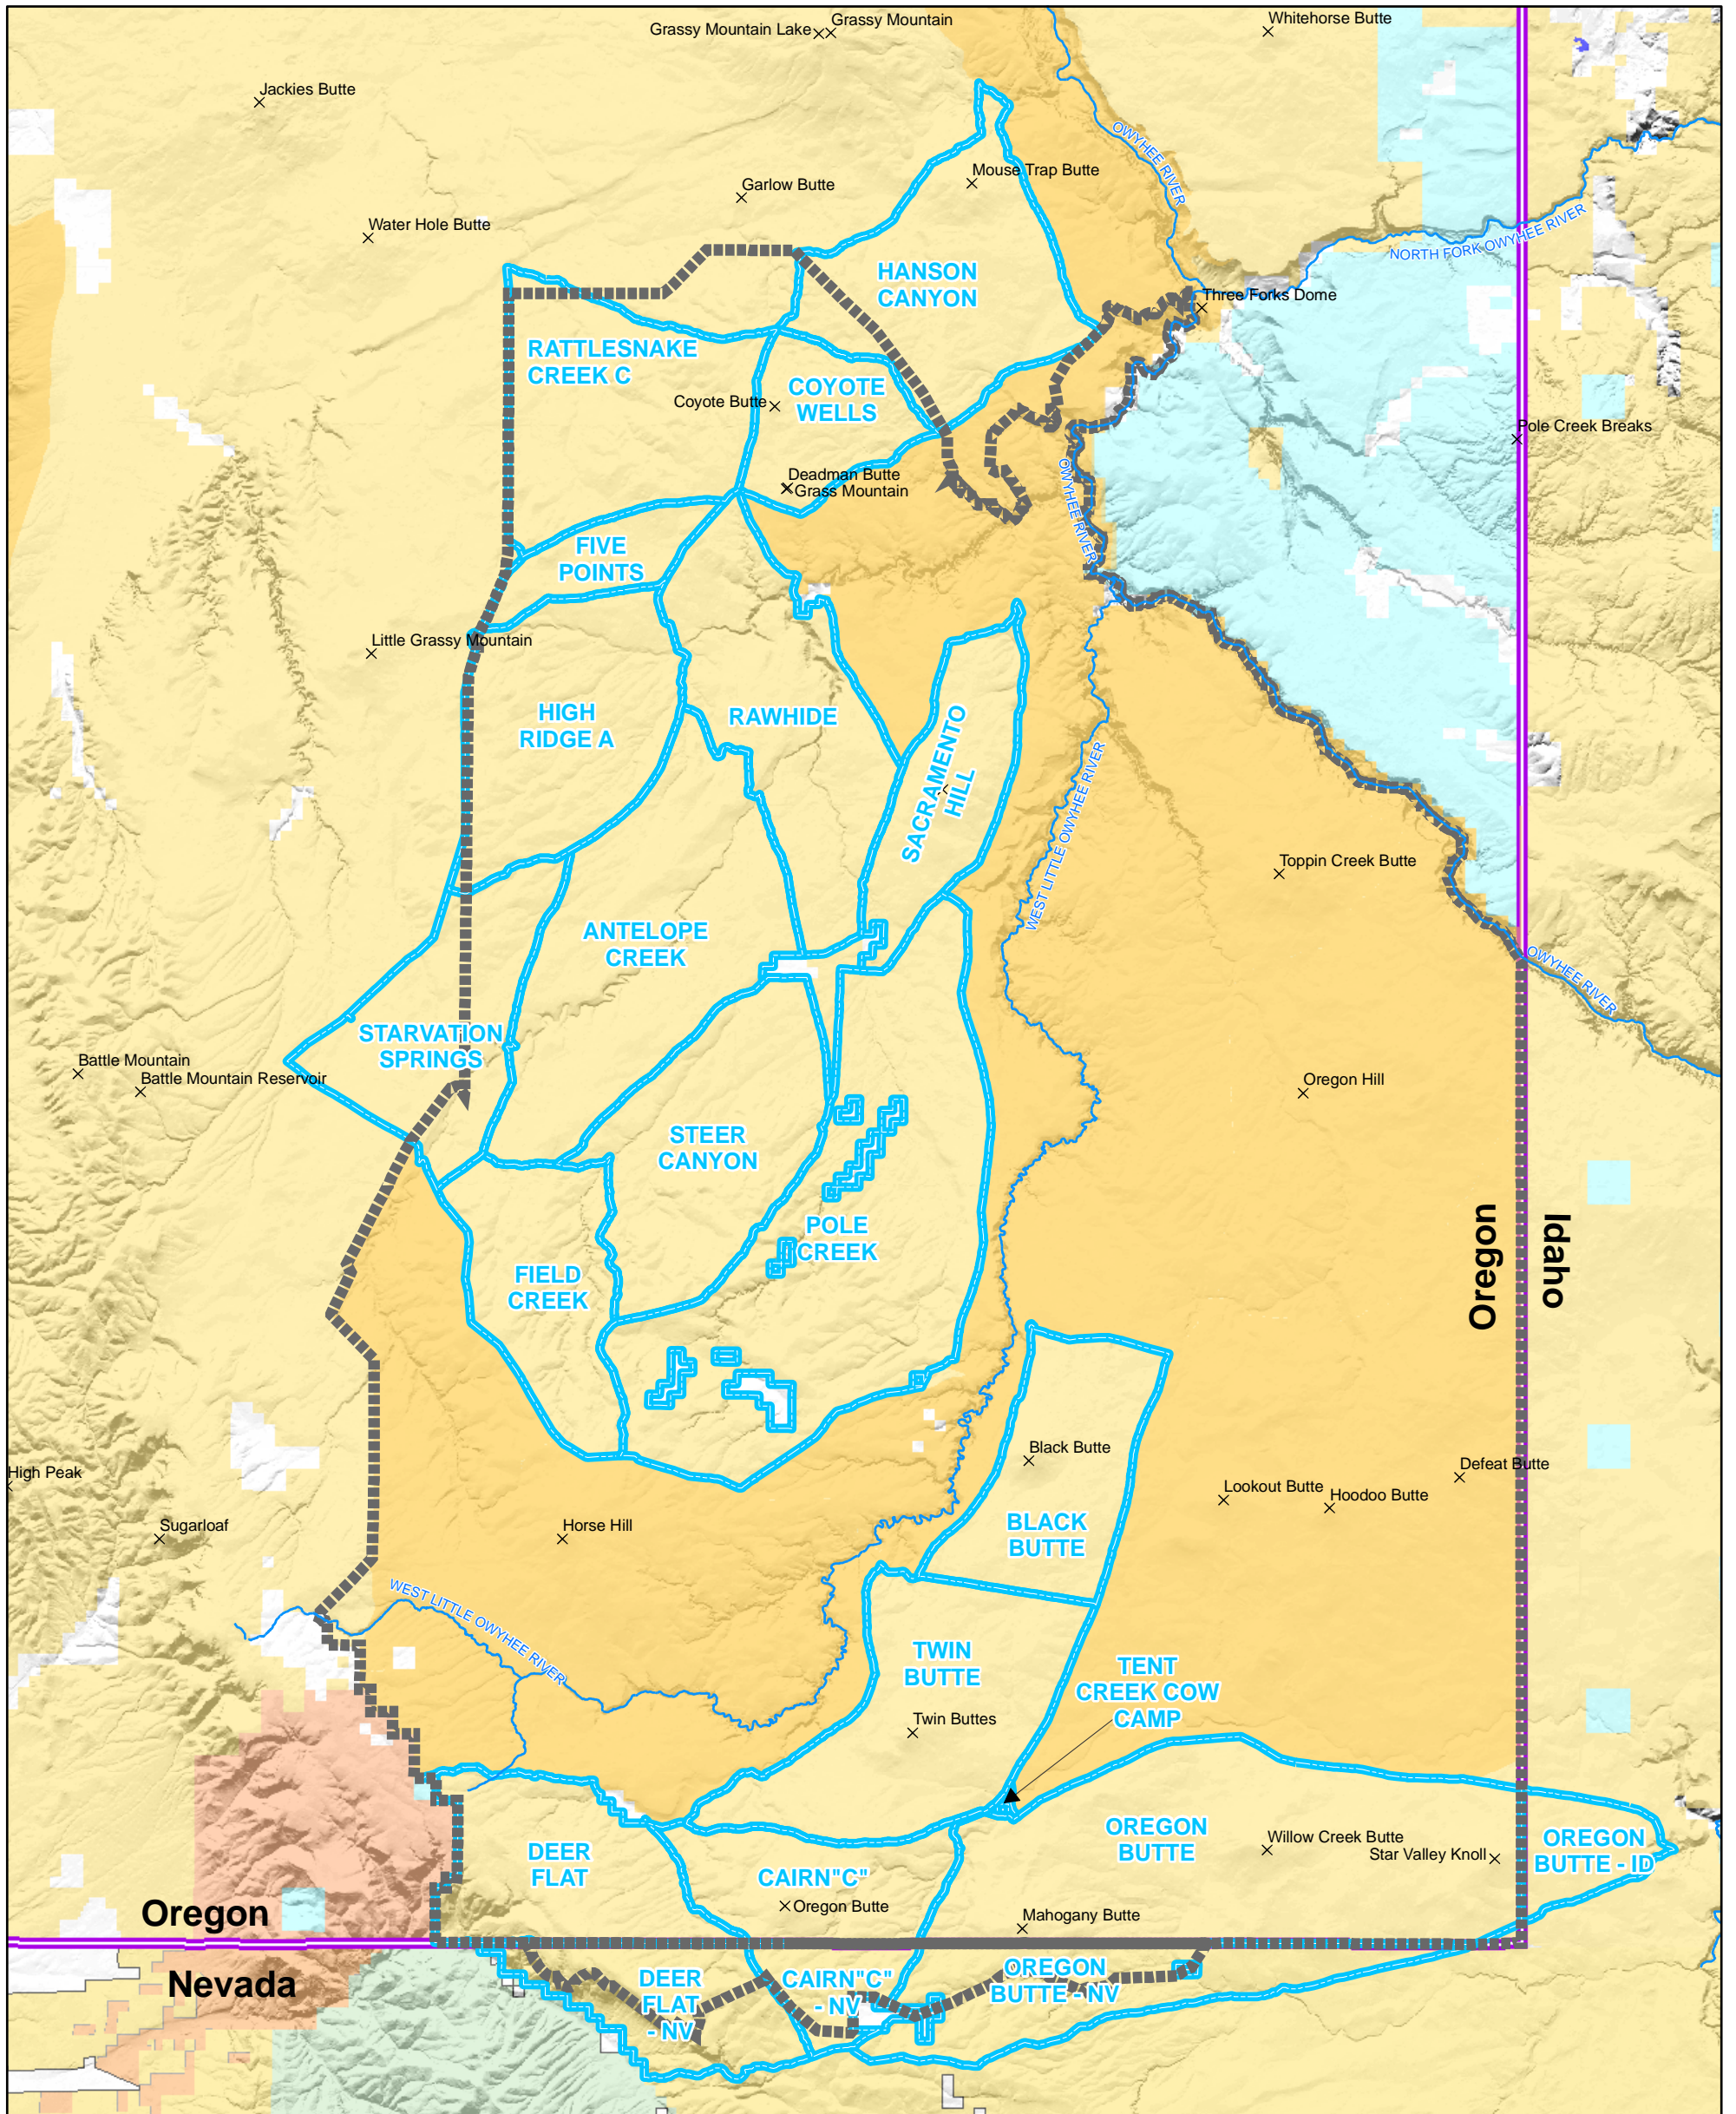 Grassy Mountain
Grassy Mountain Lake
Whitehorse Butte
Jackies Butte
OWYHEE RIVER
Mouse Trap Butte
Garlow Butte
Water Hole Butte
NORTH FORK OWYHEE RIVER
HANSON
CANYON
Three Forks Dome
RATTLESNAKE
CREEK C
COYOTE
WELLS
Coyote Butte
Pole Creek Breaks
Deadman Butte
Grass Mountain
OWYHEE RIVER
FIVE
POINTS
Little Grassy Mountain
HIGH
RIDGE A
RAWHIDE
SACRAMENTO
HILL
WEST LITTLE OWYHEE RIVER
Toppin Creek Butte
ANTELOPE
CREEK
OWYHEE RIVER
STARVATION
SPRINGS
Battle Mountain
Battle Mountain Reservoir
Oregon Hill
STEER
CANYON
POLE
CREEK
Oregon
Idaho
FIELD
CREEK
Black Butte
High Peak
Defeat Butte
Lookout Butte
Hoodoo Butte
Sugarloaf
Horse Hill
BLACK
BUTTE
WEST LITTLE OWYHEE RIVER
TWIN
BUTTE
TENT
CREEK COW
CAMP
Twin Buttes
OREGON
BUTTE
Willow Creek Butte
Star Valley Knoll
OREGON
BUTTE - ID
DEER
FLAT
CAIRN"C"
Oregon Butte
Oregon
Mahogany Butte
Nevada
DEER
FLAT
- NV
CAIRN"C"
- NV
OREGON
BUTTE - NV